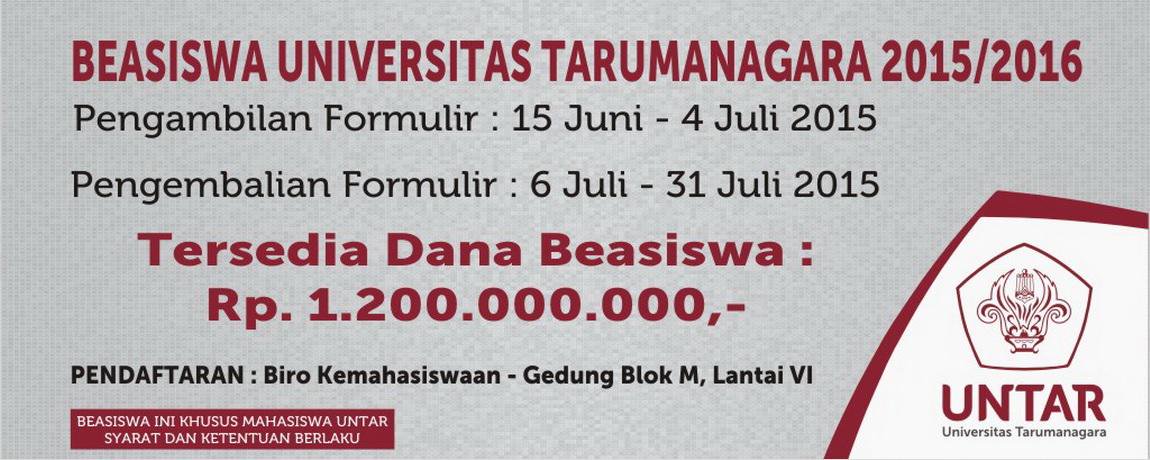 BEASISWA UNIVERSITAS TARUMANAGARA 2015/2016
Pengambilan Formulir : 15 Juni - 4 Juli 2015
Pengembalian Formulir : 6 Juli - 31 Juli 2015
Tersedia Dana Beasiswa :
Rp. 1.200.000.000,-
PENDAFTARAN : Biro Kemahasiswaan - Gedung Blok M, Lantai VI
BEASISWA INI KHUSUS MAHASISWA UNTAR
SYARAT DAN KETENTUAN BERLAKU
UNTAR
Universitas Tarumanagara